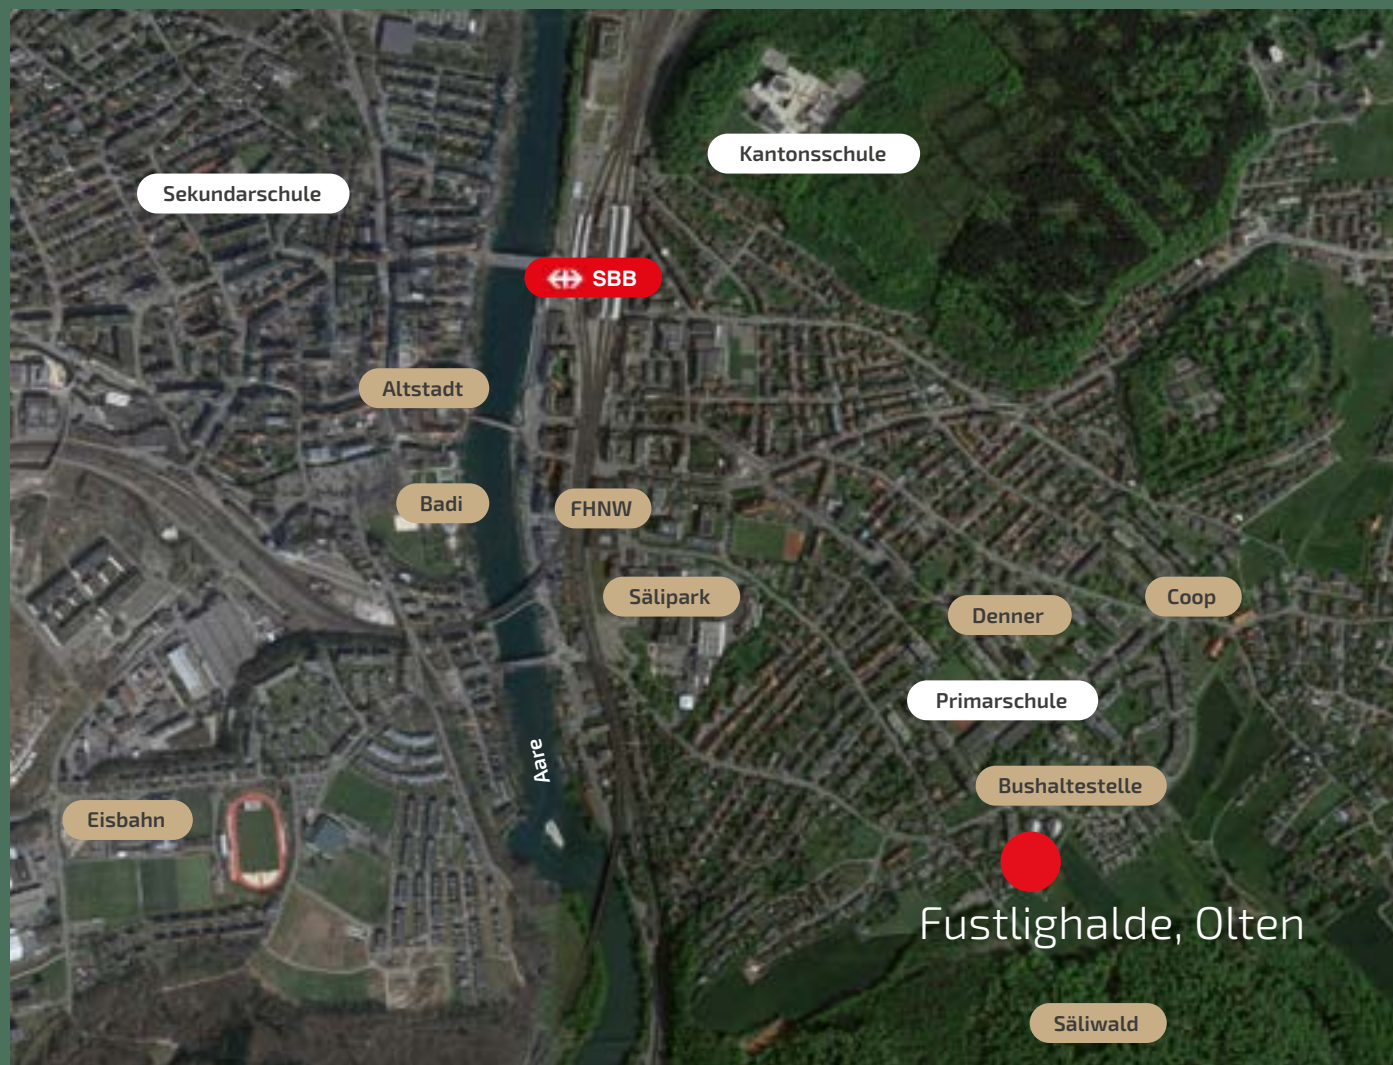 Kantonsschule
Sekundarschule
SBB
Altstadt
Badi
FHNW
Sälipark
Coop
Denner
Primarschule
Aare
Bushaltestelle
Eisbahn
Fustlighalde, Olten
Säliwald